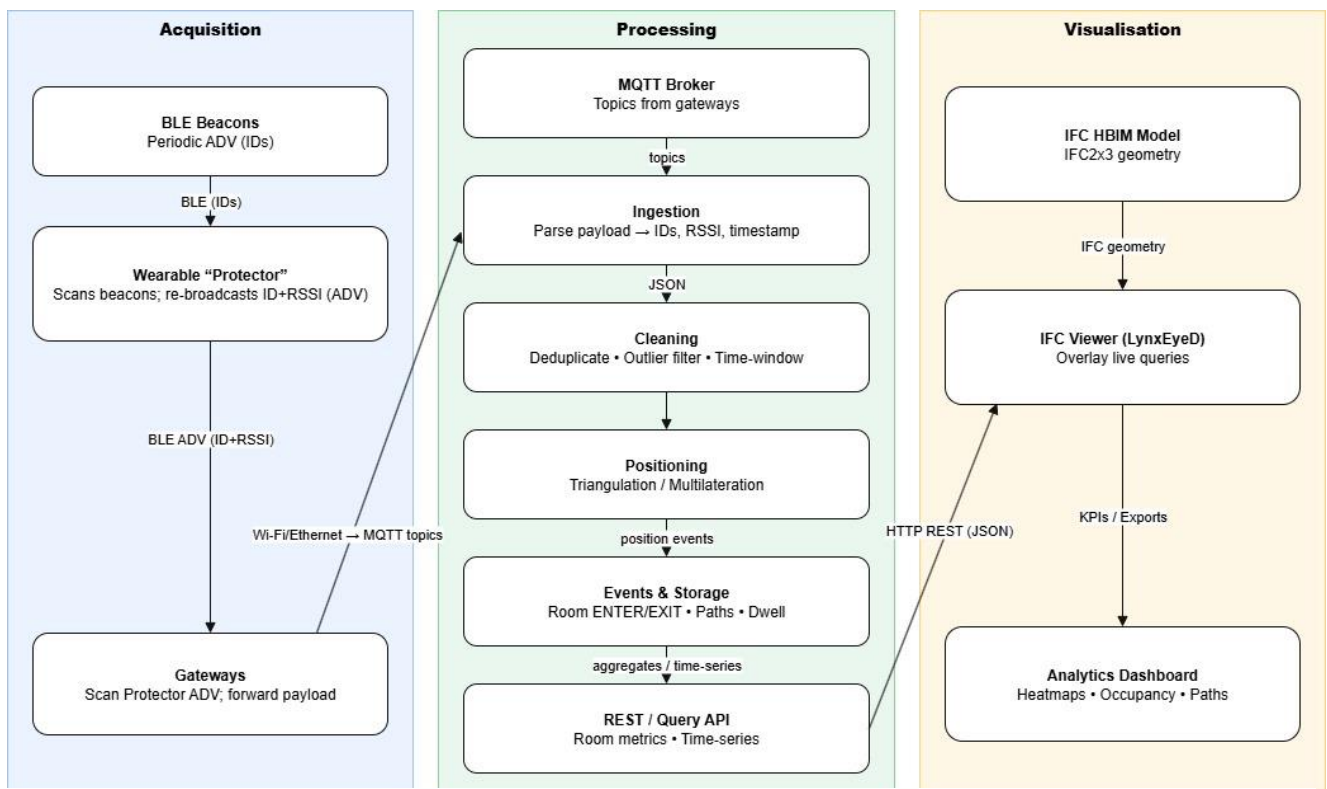 Acquisition
BLE Beacons
Periodic ADV (IDs)
BLE (IDs)
Wearable “Protector”
Scans beacons; re-broadcasts ID+RSSI (ADV)
BLE ADV (ID+RSSI)
Wi-Fi/Ethernet → MQTT topics
Gateways
Scan Protector ADV; forward payload
Processing
MQTT Broker
Topics from gateways
topics
Ingestion
Parse payload → IDs, RSSI, timestamp
JSON
Cleaning
Deduplicate • Outlier filter • Time-window
Positioning
Triangulation / Multilateration
position events
Events & Storage
Room ENTER/EXIT • Paths • Dwell
aggregates / time-series
REST / Query API
Room metrics • Time-series
HTTP REST (JSON)
Visualisation
IFC HBIM Model
IFC2x3 geometry
IFC geometry
IFC Viewer (LynxEyeD)
Overlay live queries
KPIs / Exports
Analytics Dashboard
Heatmaps • Occupancy • Paths